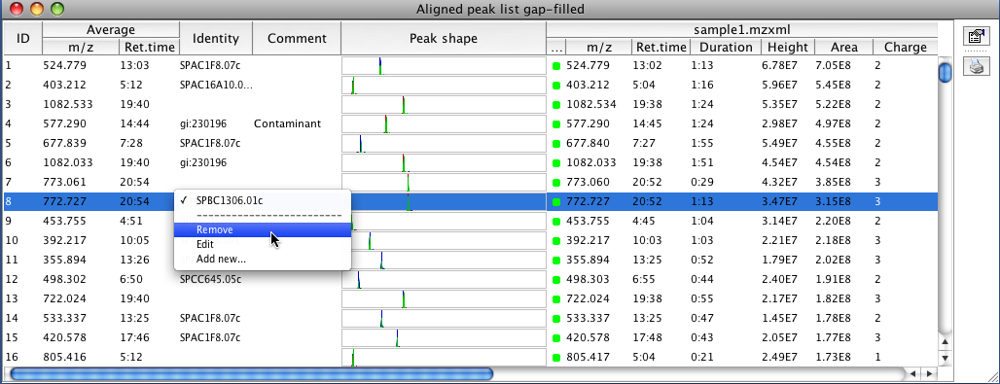 Aligned peak list gap-filled
ID Average Identity Comment Peak shape sample1.mzxml
m/z Ret.time ... m/z Ret.time Duration Height Area Charge
1 524.779 13:03 SPAC1F8.07c 524.779 13:02 1:13 6.78E7 7.05E8 2
2 403.212 5:12 SPAC16A10.0... 403.212 5:04 1:16 5.96E7 5.45E8 2
3 1082.533 19:40 1082.534 19:38 1:24 5.35E7 5.22E8 2
4 577.290 14:44 gi:230196 Contaminant 577.290 14:45 1:24 2.98E7 4.97E8 2
5 677.839 7:28 SPAC1F8.07c 677.840 7:27 1:55 5.49E7 4.55E8 2
6 1082.033 19:40 gi:230196 1082.033 19:38 1:51 4.54E7 4.54E8 2
7 773.061 20:54 773.060 20:52 0:29 4.32E7 3.85E8 3
8 772.727 20:54 ✓ SPBC1306.01c 772.727 20:52 1:13 3.47E7 3.15E8 3
------------------------
9 453.755 4:51 453.755 4:45 1:04 3.14E7 2.20E8 2
Remove
10 392.217 10:05 392.217 10:03 1:03 2.21E7 2.18E8 3
Edit
11 355.894 13:26 355.894 13:25 0:52 1.79E7 2.02E8 3
Add new...
12 498.302 6:50 SPCC645.05c 498.303 6:55 0:44 2.40E7 1.91E8 2
13 722.024 19:40 722.024 19:38 0:55 1.21E7 1.82E8 3
14 533.337 13:25 SPAC1F8.07c 533.337 13:25 0:47 1.45E7 1.78E8 2
15 420.578 17:46 SPAC1F8.07c 420.577 17:48 0:43 2.05E7 1.77E8 3
16 805.416 5:12 805.417 5:04 0:21 2.49E7 1.73E8 1